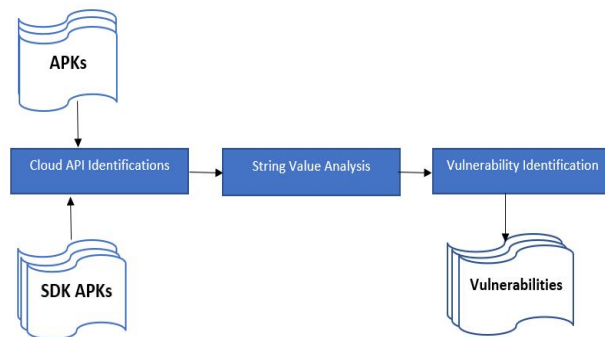 APKs
Cloud API Identifications
String Value Analysis
Vulnerability Identification
SDK APKs
Vulnerabilities